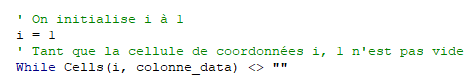 ' On initialise i à 1
i = 1
' Tant que la cellule de coordonnées i, 1 n'est pas vide
While Cells(i, colonne_data) <> ""